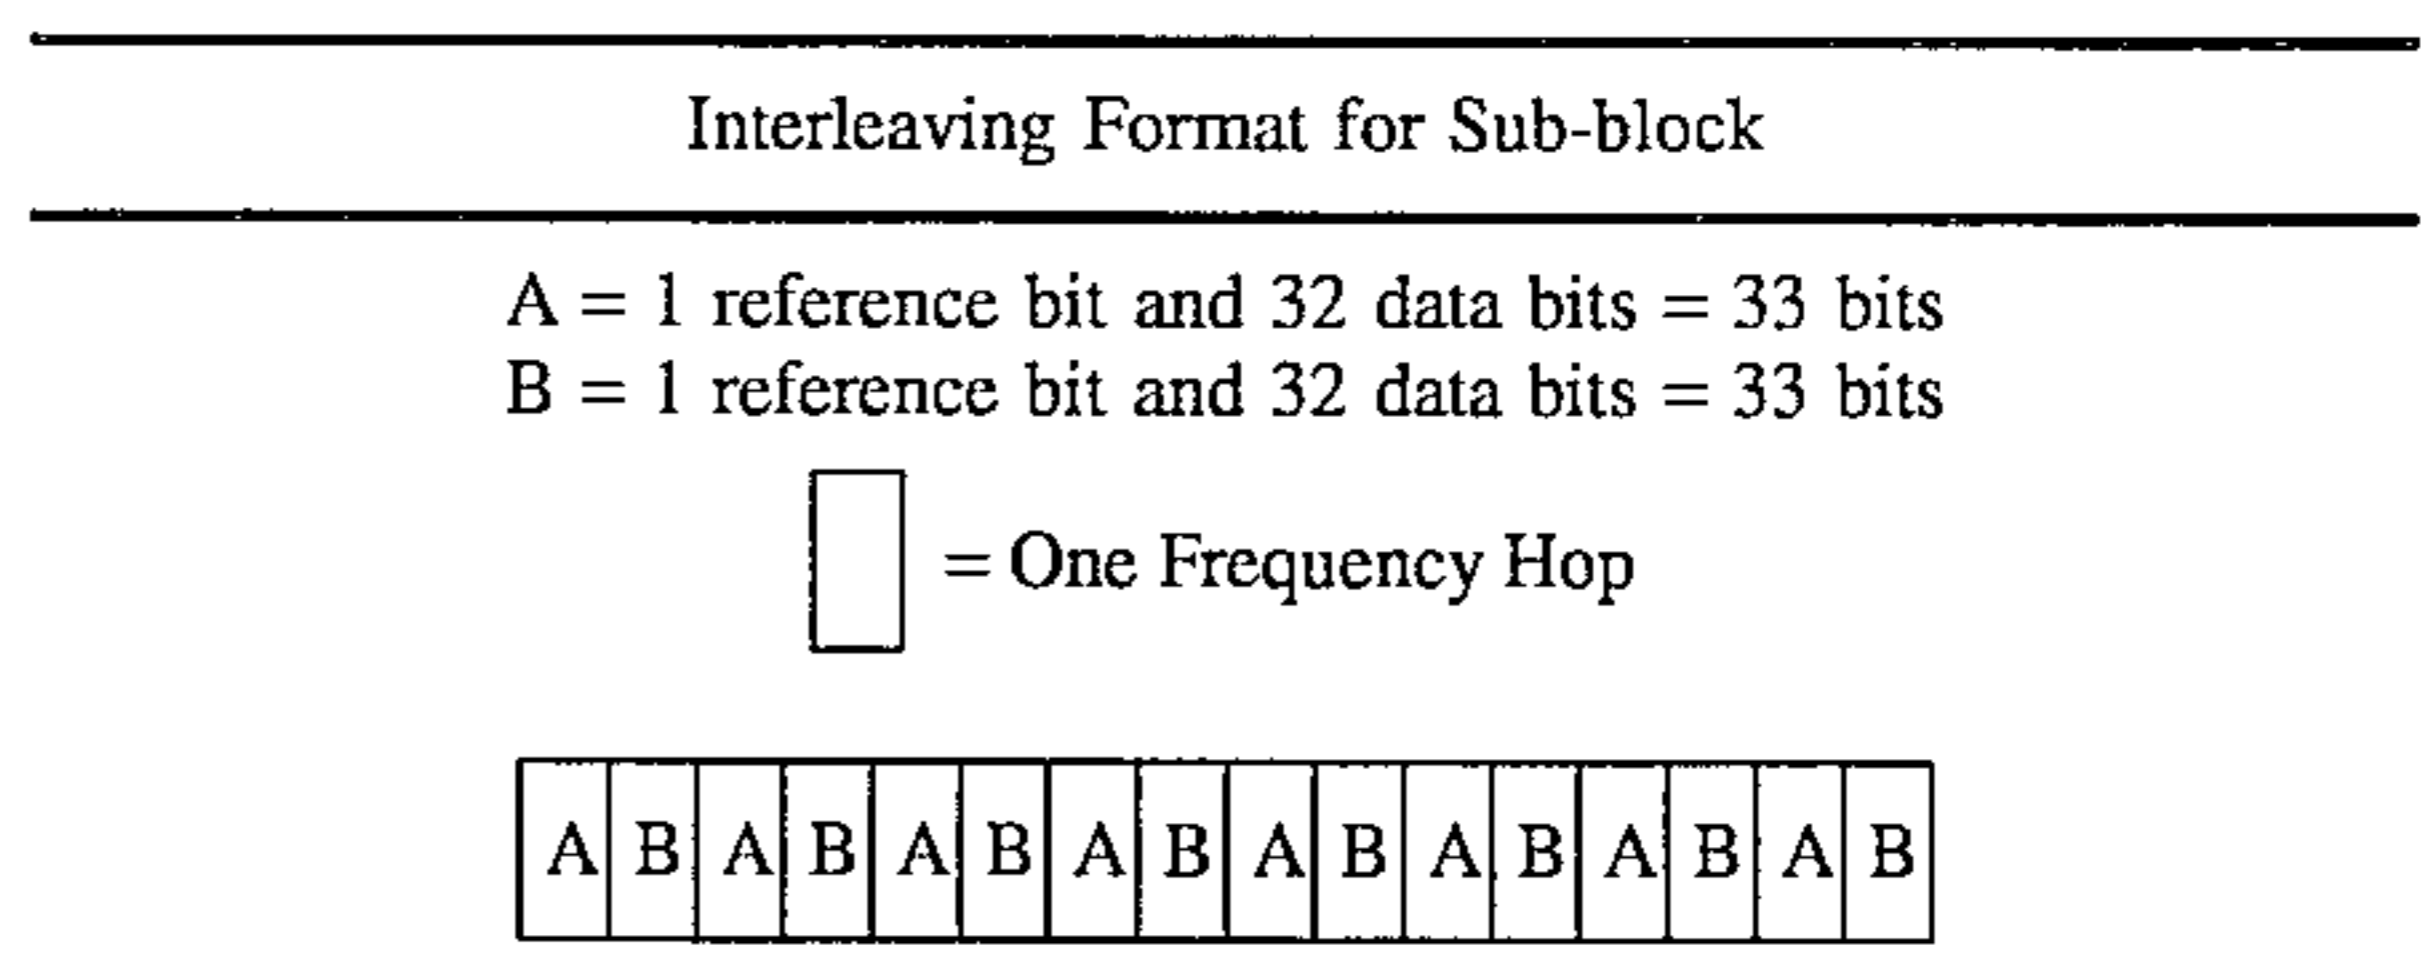 Interleaving Format for Sub-block
A = 1 reference bit and 32 data bits = 33 bits
B = 1 reference bit and 32 data bits = 33 bits
= One Frequency Hop
A B A B A B A B A B A B A B A B